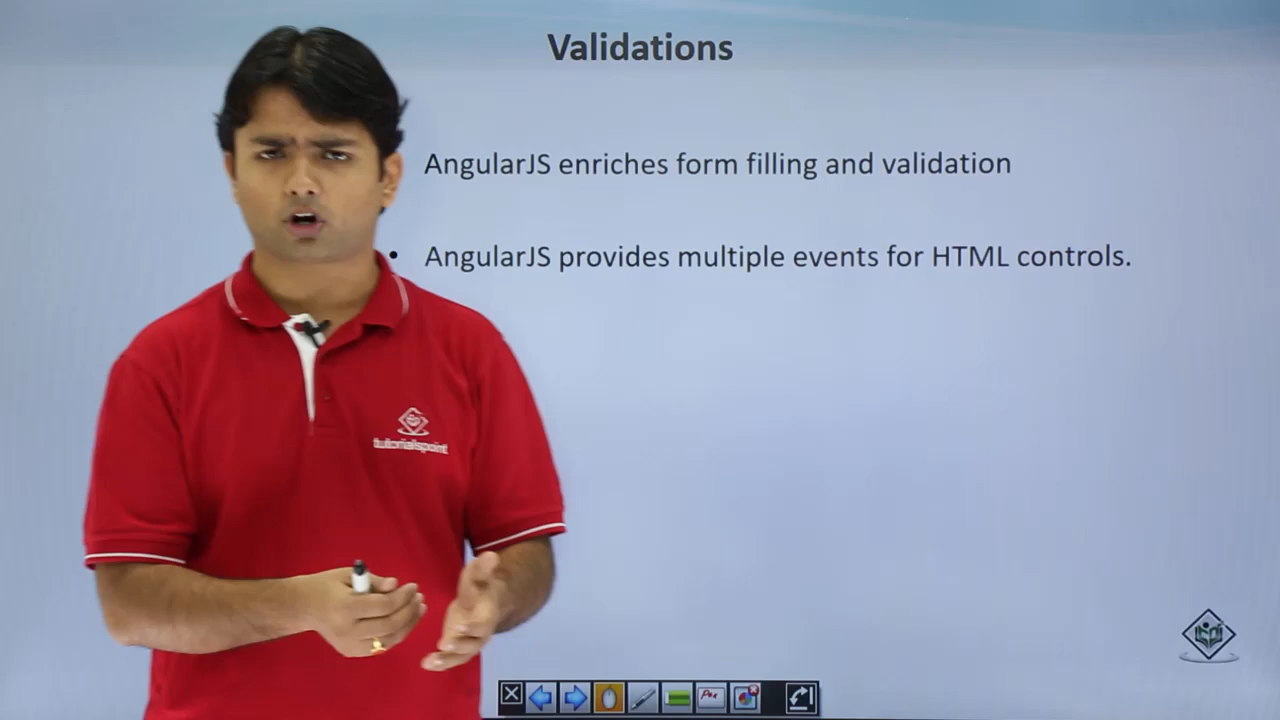 Validations
AngularJS enriches form filling and validation
• AngularJS provides multiple events for HTML controls.
tutorialspoint